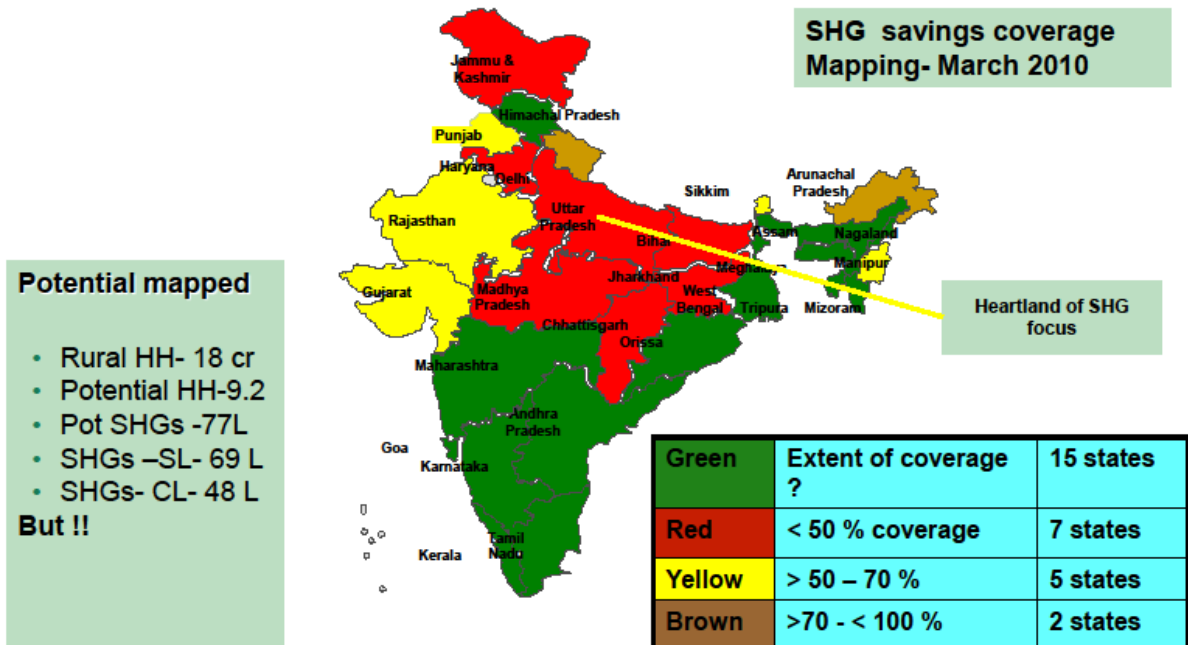 SHG savings coverage
Mapping- March 2010
Jammu &
Kashmir
Himachal Pradesh
Punjab
Haryana
Delhi
Rajasthan
Uttar
Pradesh
Bihar
Sikkim
Arunachal
Pradesh
Assam
Nagaland
Meghalaya
Manipur
Gujarat
Madhya
Pradesh
Jharkhand
West
Bengal
Tripura
Mizoram
Chhattisgarh
Orissa
Maharashtra
Andhra
Pradesh
Goa
Karnataka
Tamil
Nadu
Kerala
Heartland of SHG
focus
Potential mapped
• Rural HH- 18 cr
• Potential HH-9.2
• Pot SHGs -77L
• SHGs –SL- 69 L
• SHGs- CL- 48 L
But !!
Green Extent of coverage 15 states
?
Red < 50 % coverage 7 states
Yellow > 50 – 70 % 5 states
Brown >70 - < 100 % 2 states